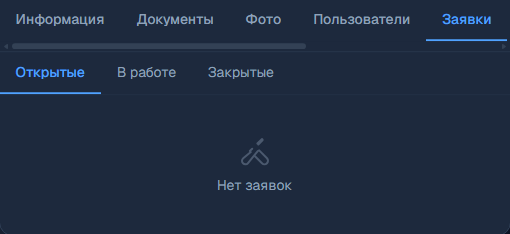 Информация Документы Фото Пользователи Заявки
Открытые В работе Закрытые
Нет заявок